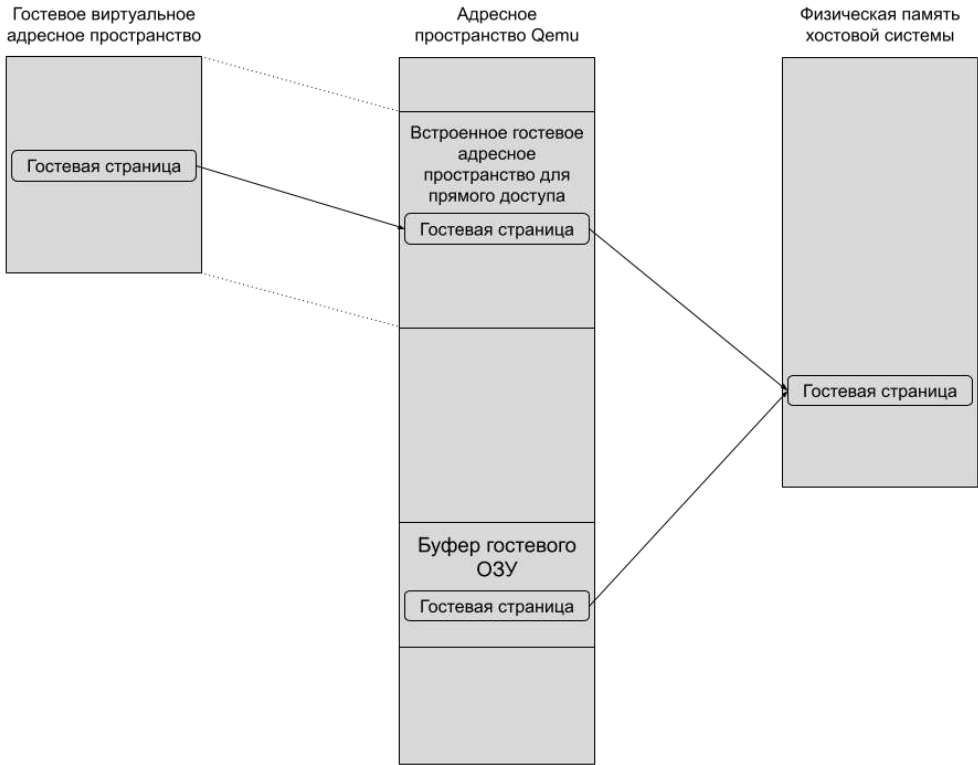 Гостевое виртуальное
адресное пространство
Адресное
пространство Qemu
Физическая память
хостовой системы
Гостевая страница
Встроенное гостевое
адресное
пространство для
прямого доступа
Гостевая страница
Гостевая страница
Буфер гостевого
ОЗУ
Гостевая страница